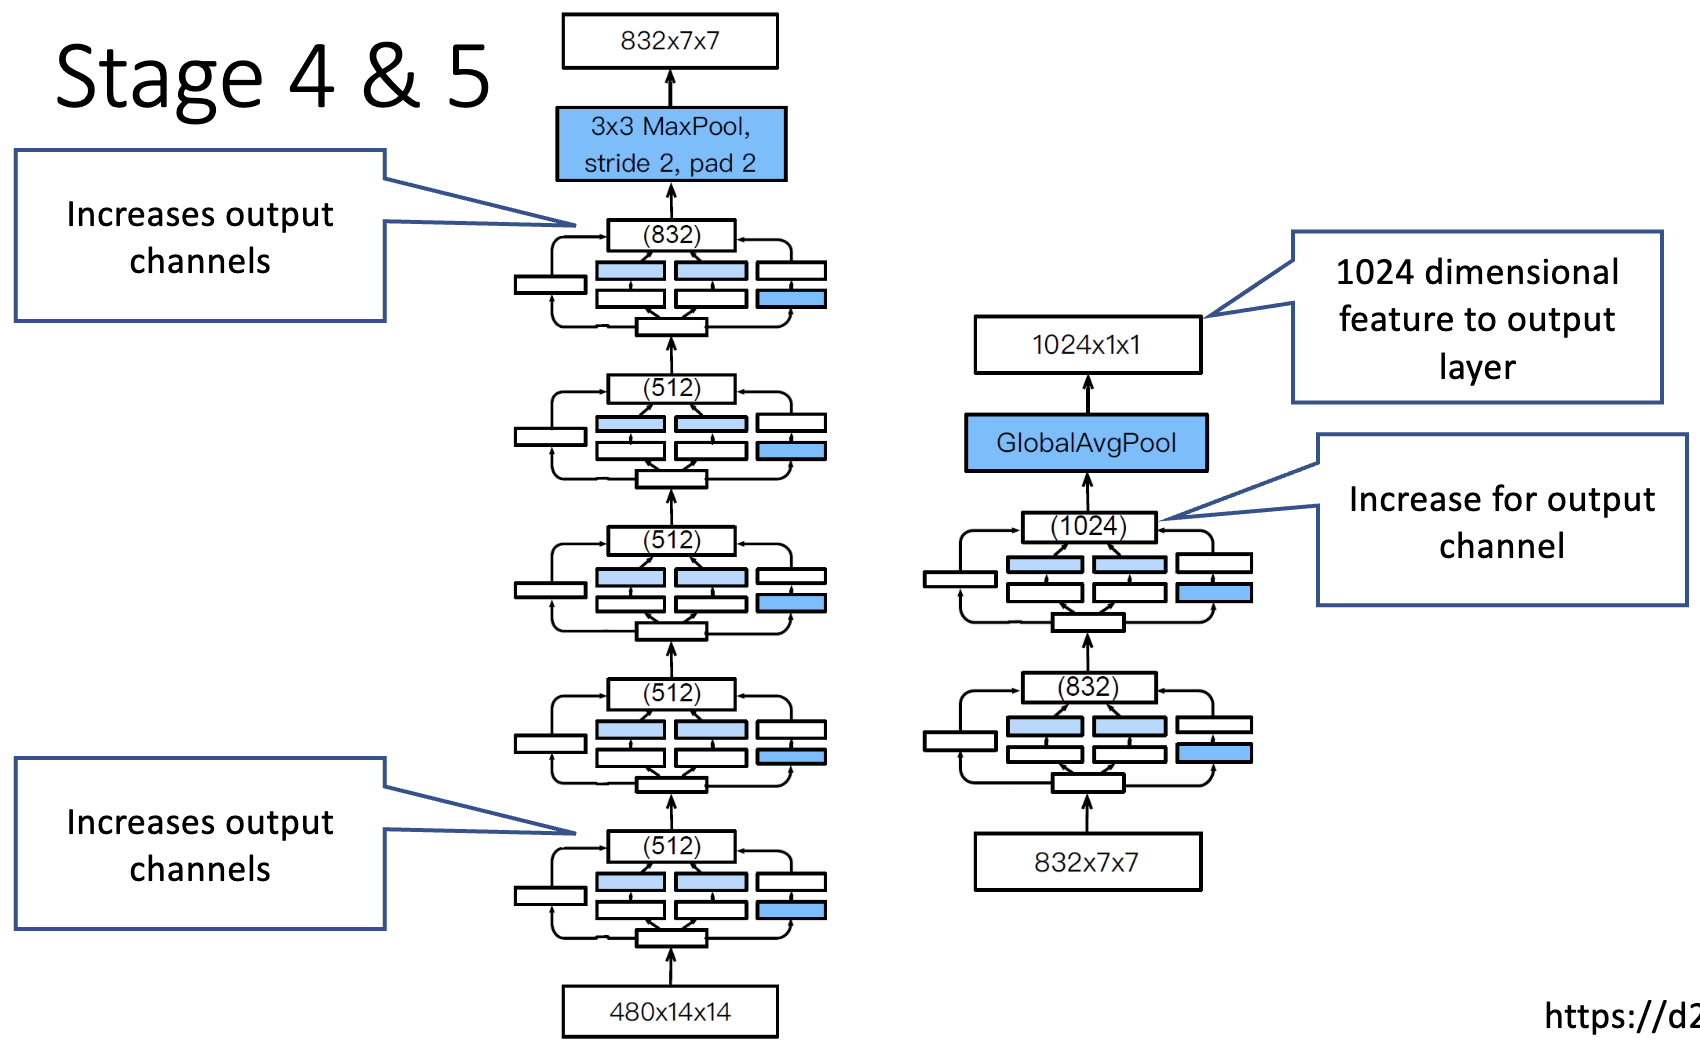 Stage 4 & 5
832x7x7
3x3 MaxPool,
stride 2, pad 2
Increases output
channels
(832)
(512)
(512)
(512)
Increases output
channels
(512)
480x14x14
1024 dimensional
feature to output
layer
1024x1x1
GlobalAvgPool
Increase for output
channel
(1024)
(832)
832x7x7
https://d2